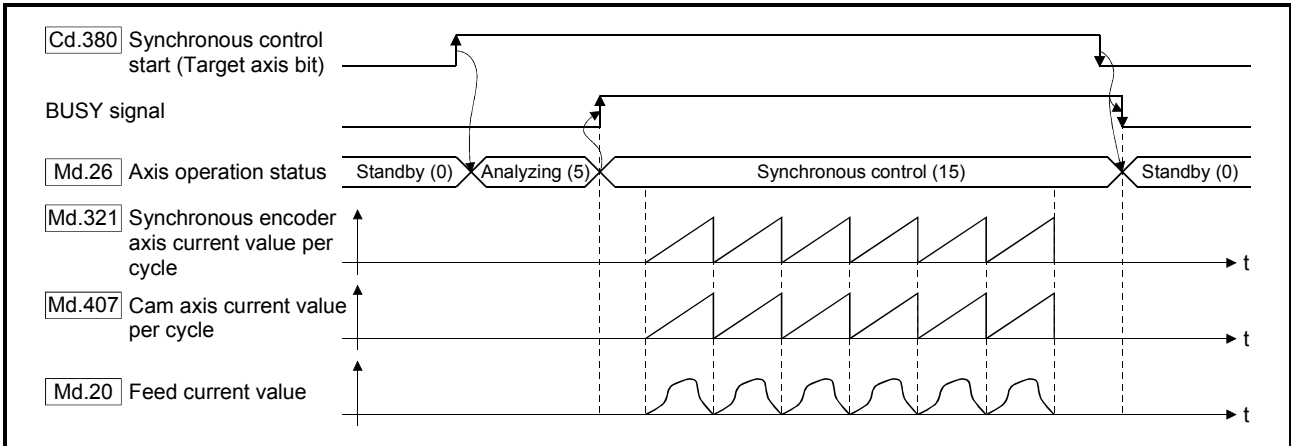 Cd.380 Synchronous control
start (Target axis bit)
BUSY signal
Md.26 Axis operation status
Standby (0) Analyzing (5) Synchronous control (15) Standby (0)
Md.321 Synchronous encoder
axis current value per
cycle
t
Md.407 Cam axis current value
per cycle
t
Md.20 Feed current value
t